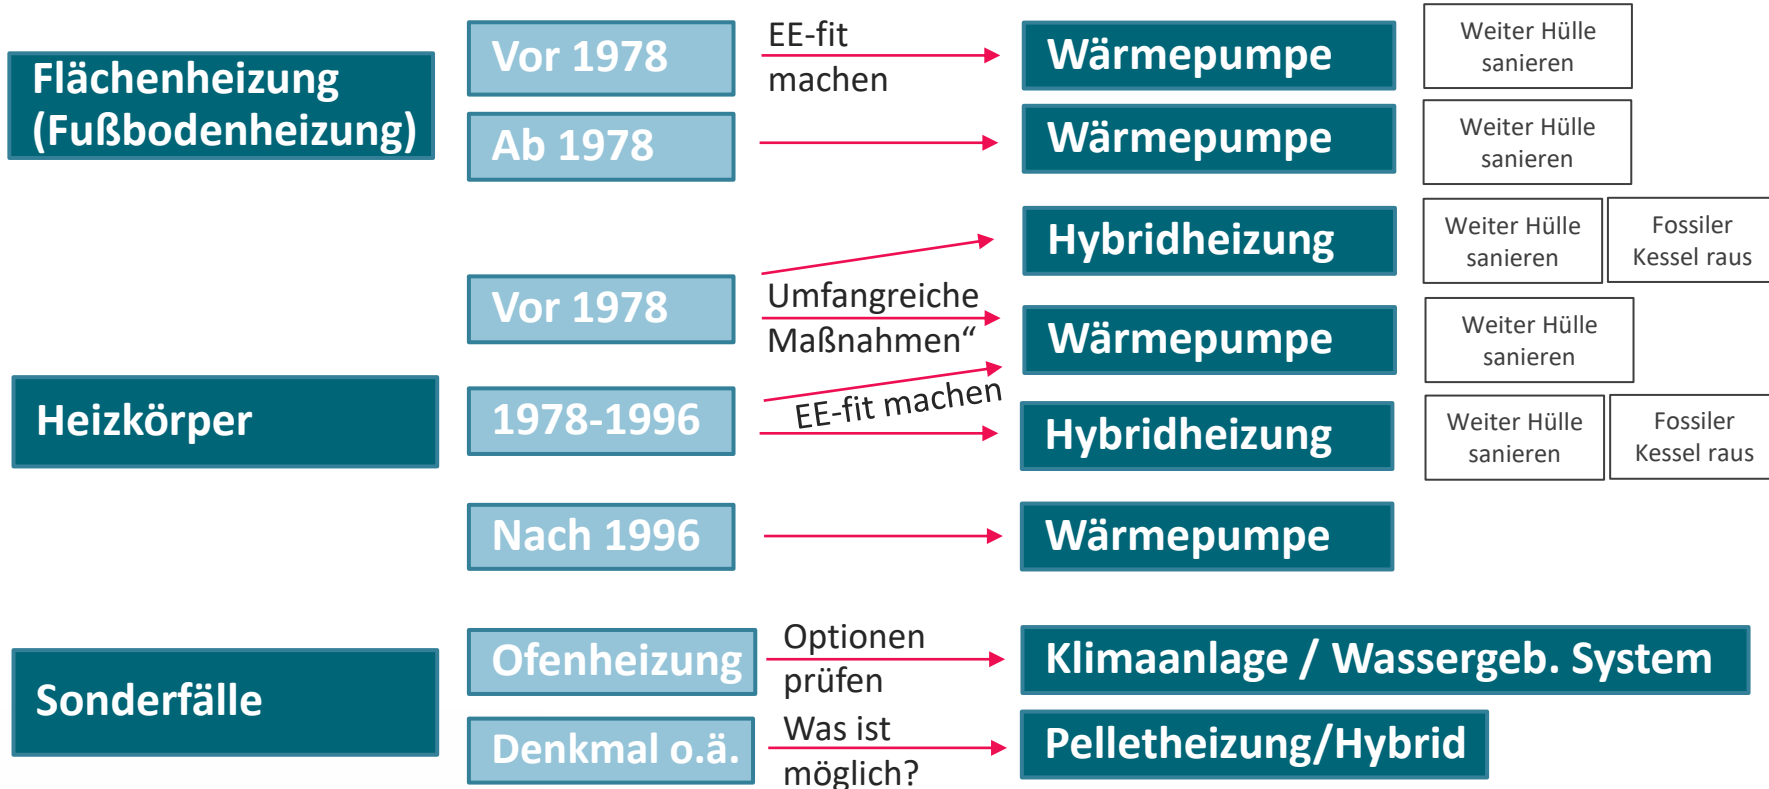 Flächenheizung
(Fußbodenheizung)
Vor 1978
EE-fit
machen
Wärmepumpe
Weiter Hülle
sanieren
Ab 1978
Wärmepumpe
Weiter Hülle
sanieren
Heizkörper
Vor 1978
Umfangreiche
Maßnahmen“
Hybridheizung
Weiter Hülle
sanieren
Fossiler
Kessel raus
Wärmepumpe
Weiter Hülle
sanieren
1978-1996
EE-fit machen
Hybridheizung
Weiter Hülle
sanieren
Fossiler
Kessel raus
Nach 1996
Wärmepumpe
Sonderfälle
Ofenheizung
Optionen
prüfen
Klimaanlage / Wassergeb. System
Denkmal o.ä.
Was ist
möglich?
Pelletheizung/Hybrid